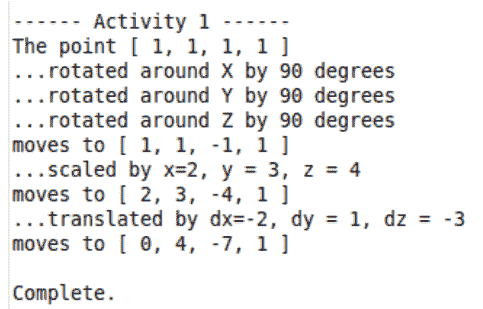 ------ Activity 1 ------
The point [ 1, 1, 1, 1 ]
...rotated around X by 90 degrees
...rotated around Y by 90 degrees
...rotated around Z by 90 degrees
moves to [ 1, 1, -1, 1 ]
...scaled by x=2, y = 3, z = 4
moves to [ 2, 3, -4, 1 ]
...translated by dx=-2, dy = 1, dz = -3
moves to [ 0, 4, -7, 1 ]
Complete.